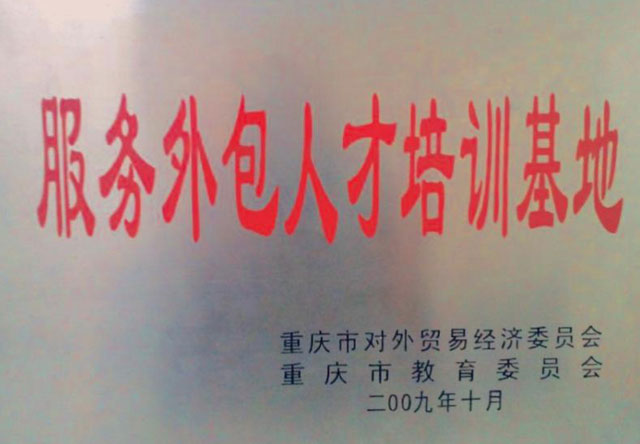 服务外包人才培训基地
重庆市对外贸易经济委员会
重庆市教育委员会
二00九年十月